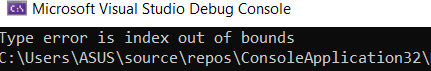 Microsoft Visual Studio Debug Console
Type error is index out of bounds
C:\Users\ASUS\source\repos\ConsoleApplication32\